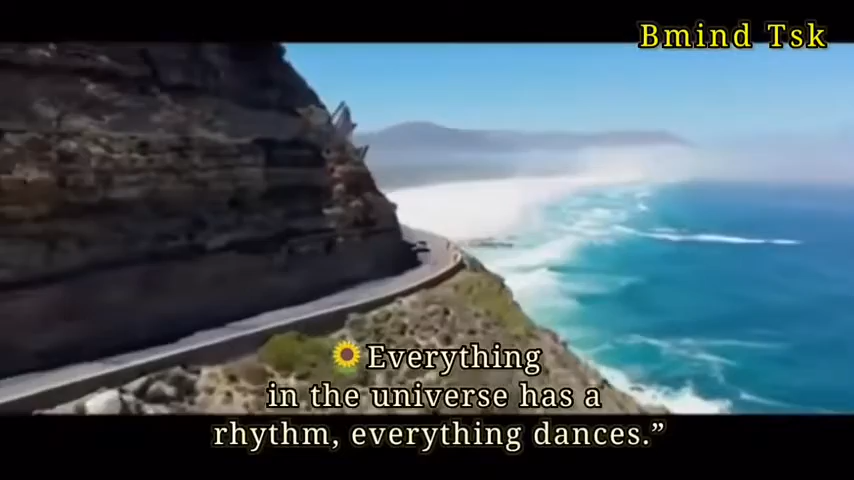 Bmind Tsk
🌻Everything
in the universe has a
rhythm, everything dances.”